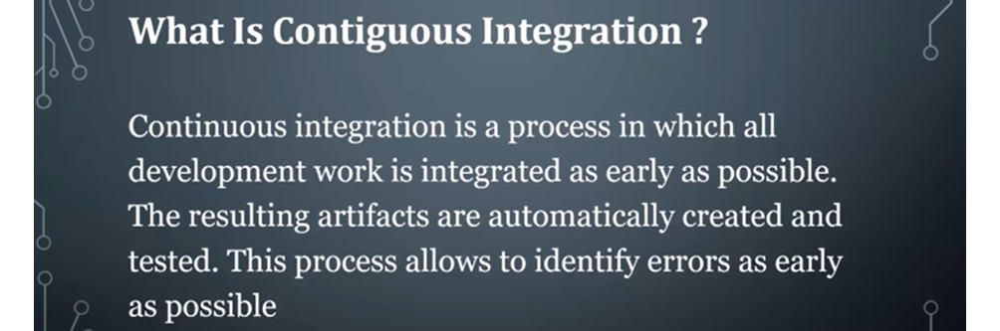 What Is Contiguous Integration ?
Continuous integration is a process in which all
development work is integrated as early as possible.
The resulting artifacts are automatically created and
tested. This process allows to identify errors as early
as possible